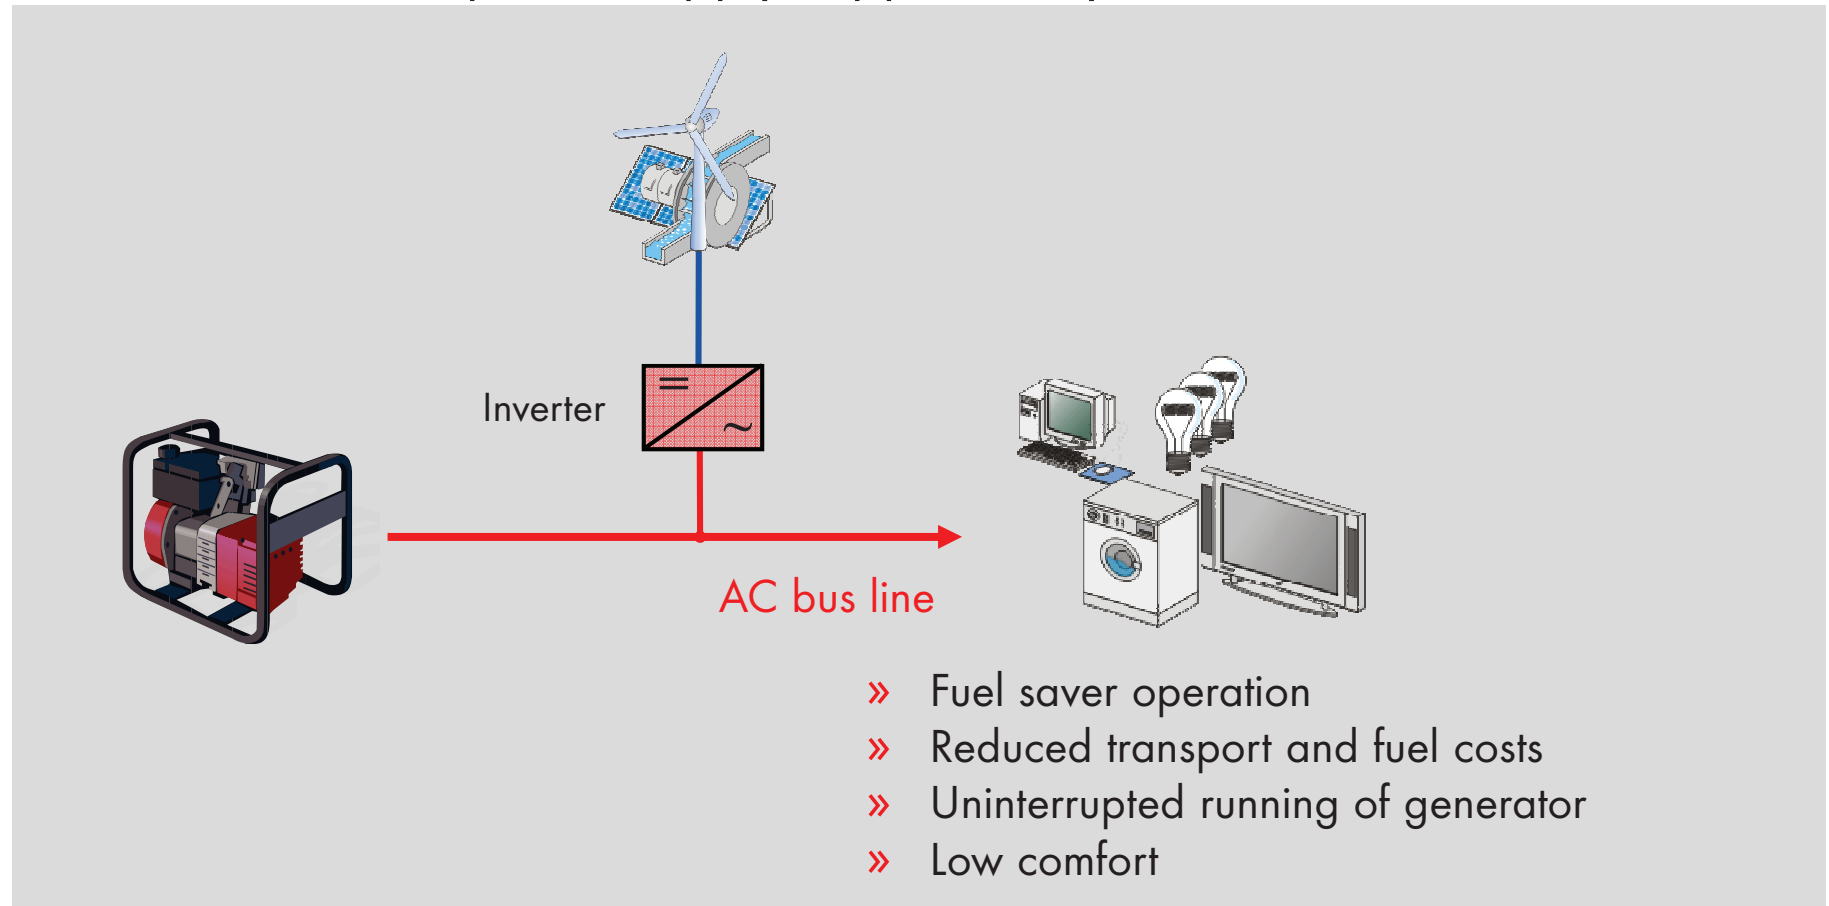 Inverter
AC bus line
» Fuel saver operation
» Reduced transport and fuel costs
» Uninterrupted running of generator
» Low comfort